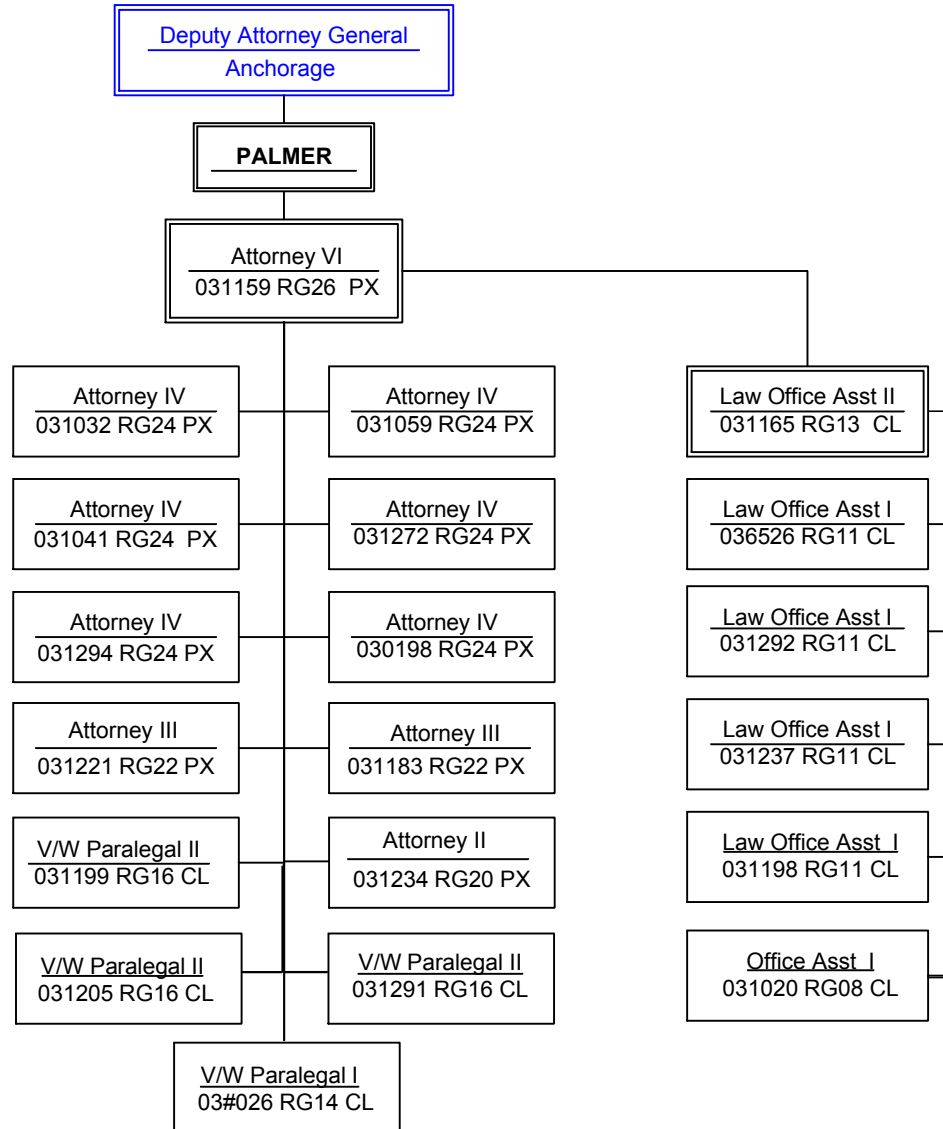 Deputy Attorney General
Anchorage
PALMER
Attorney VI
031159 RG26  PX
Attorney IV
031032 RG24 PX
Attorney IV
031059 RG24 PX
Law Office Asst II
031165 RG13  CL
Attorney IV
031041 RG24  PX
Attorney IV
031272 RG24 PX
Law Office Asst I
036526 RG11 CL
Attorney IV
031294 RG24 PX
Attorney IV
030198 RG24 PX
Law Office Asst I
031292 RG11 CL
Attorney III
031221 RG22 PX
Attorney III
031183 RG22 PX
Law Office Asst I
031237 RG11 CL
V/W Paralegal II
031199 RG16 CL
Attorney II
031234 RG20 PX
Law Office Asst  I
031198 RG11 CL
V/W Paralegal II
031205 RG16 CL
V/W Paralegal II
031291 RG16 CL
Office Asst  I
031020 RG08 CL
V/W Paralegal I
03#026 RG14 CL